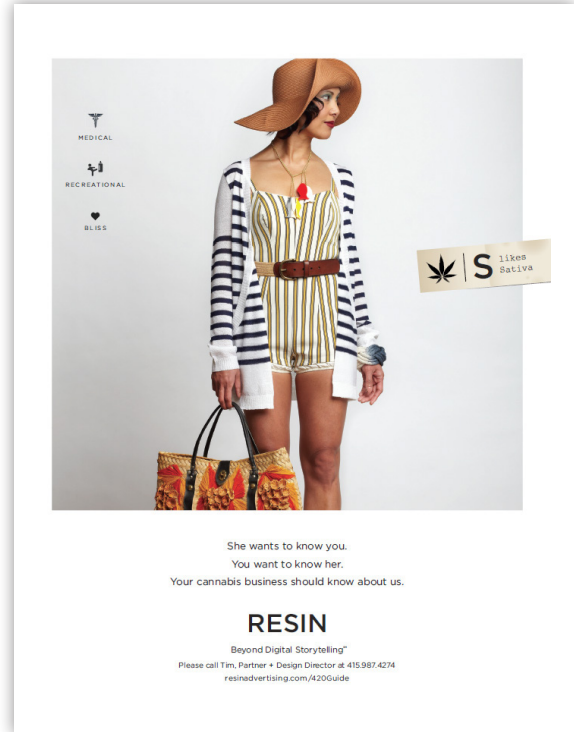 MEDICAL
RECREATIONAL
BLISS
S
likes
Sativa
She wants to know you.
You want to know her.
Your cannabis business should know about us.
RESIN
Beyond Digital Storytelling™
Please call Tim, Partner + Design Director at 415.987.4274
resinadvertising.com/420Guide